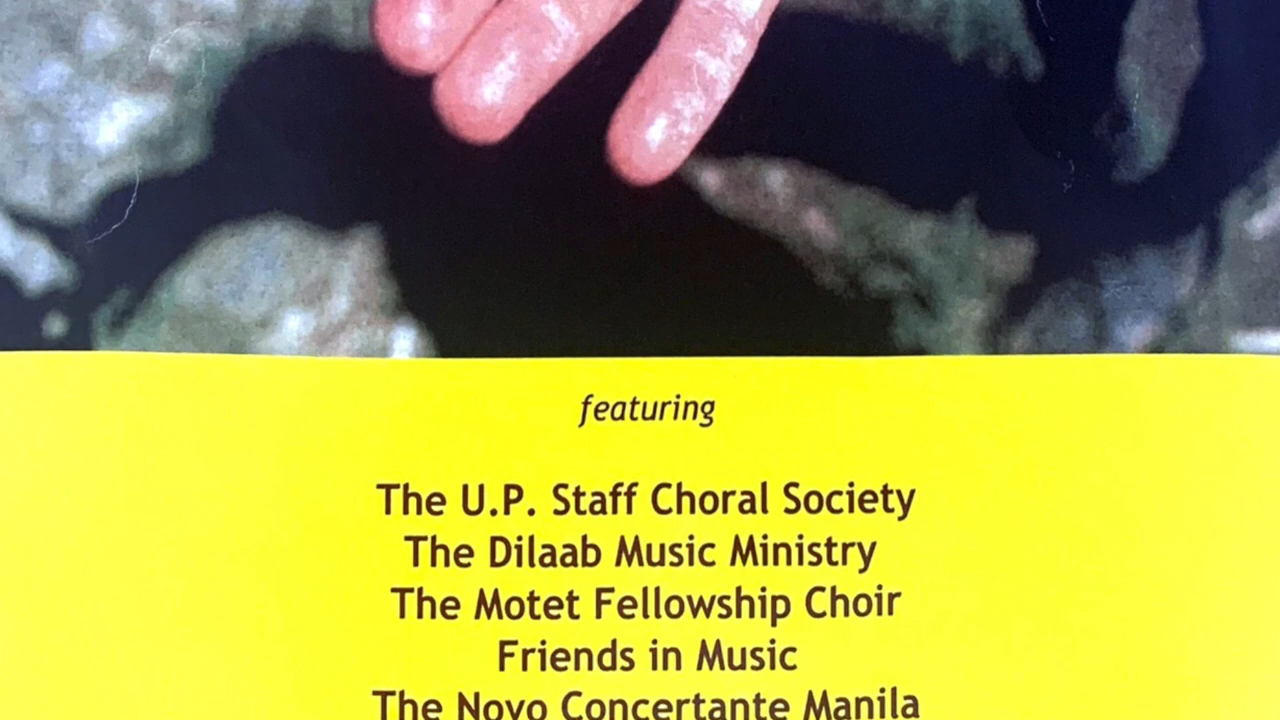 featuring
The U.P. Staff Choral Society
The Dilaab Music Ministry
The Motet Fellowship Choir
Friends in Music
The Novo Concertante Manila